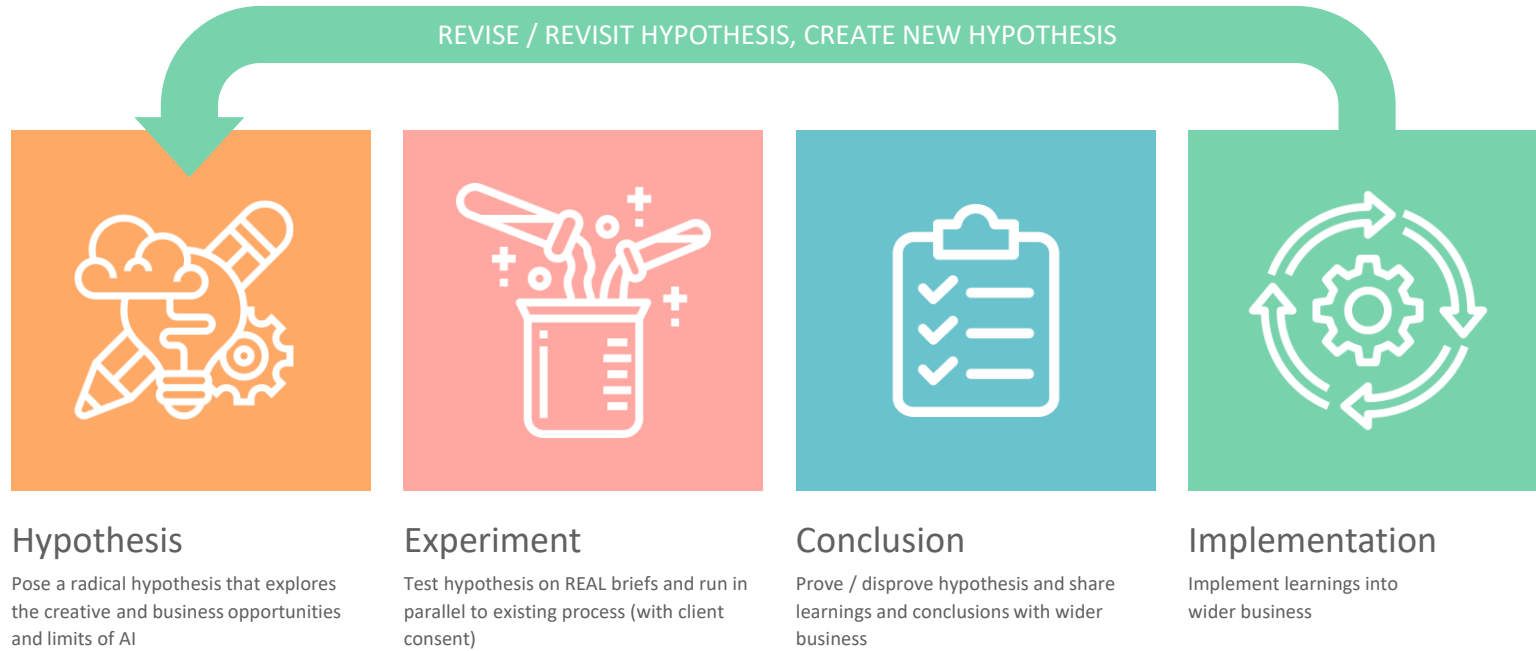 REVISE / REVISIT HYPOTHESIS, CREATE NEW HYPOTHESIS
Hypothesis
Pose a radical hypothesis that explores
the creative and business opportunities
and limits of AI
Experiment
Test hypothesis on REAL briefs and run in
parallel to existing process (with client
consent)
Conclusion
Prove / disprove hypothesis and share
learnings and conclusions with wider
business
Implementation
Implement learnings into
wider business